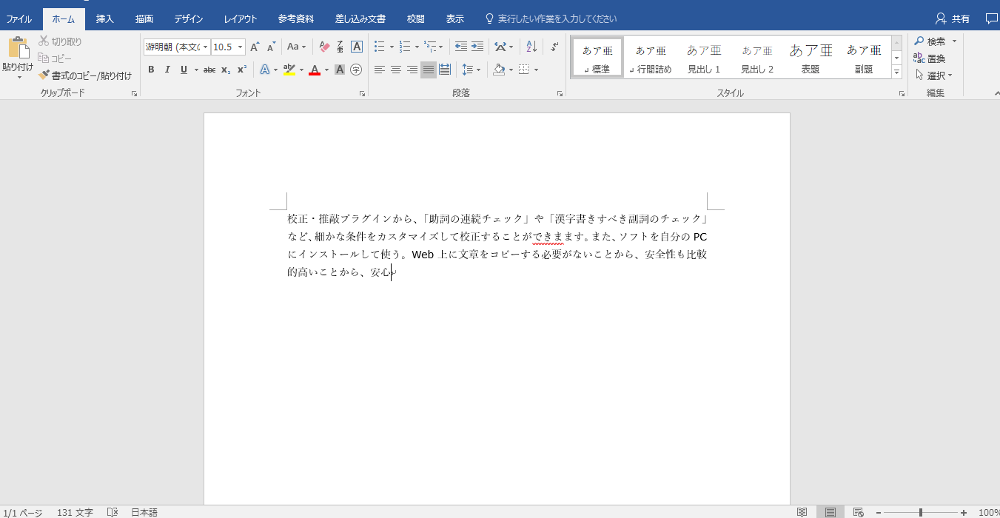 ファイル ホーム 挿入 描画 デザイン レイアウト 参考資料 差し込み文書 校閲 表示 実行したい作業を入力してください 共有
貼り付け
切り取り
コピー
書式のコピー/貼り付け
クリップボード
游明朝 (本文(
10.5
Aa
B I U abc x₂ x²
フォント
段落
あア亜 あア亜 あア亜 あア亜 あア亜 あア亜
標準 行間詰め 見出し 1 見出し 2 表題 副題
スタイル
検索
置換
選択
編集
校正・推敲プラグインから、「助詞の連続チェック」や「漢字書きすべき副詞のチェック」
など、細かな条件をカスタマイズして校正することができまます。また、ソフトを自分の PC
にインストールして使う。Web 上に文章をコピーする必要がないことから、安全性も比較
的高いことから、安心
1/1 ページ 131 文字 日本語 100%